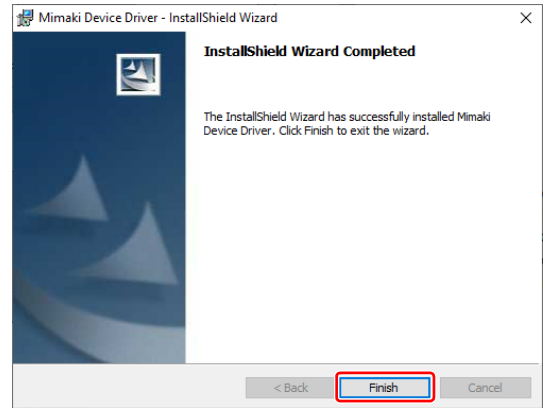 Mimaki Device Driver - InstallShield Wizard
InstallShield Wizard Completed
The InstallShield Wizard has successfully installed Mimaki
Device Driver. Click Finish to exit the wizard.
< Back Finish Cancel